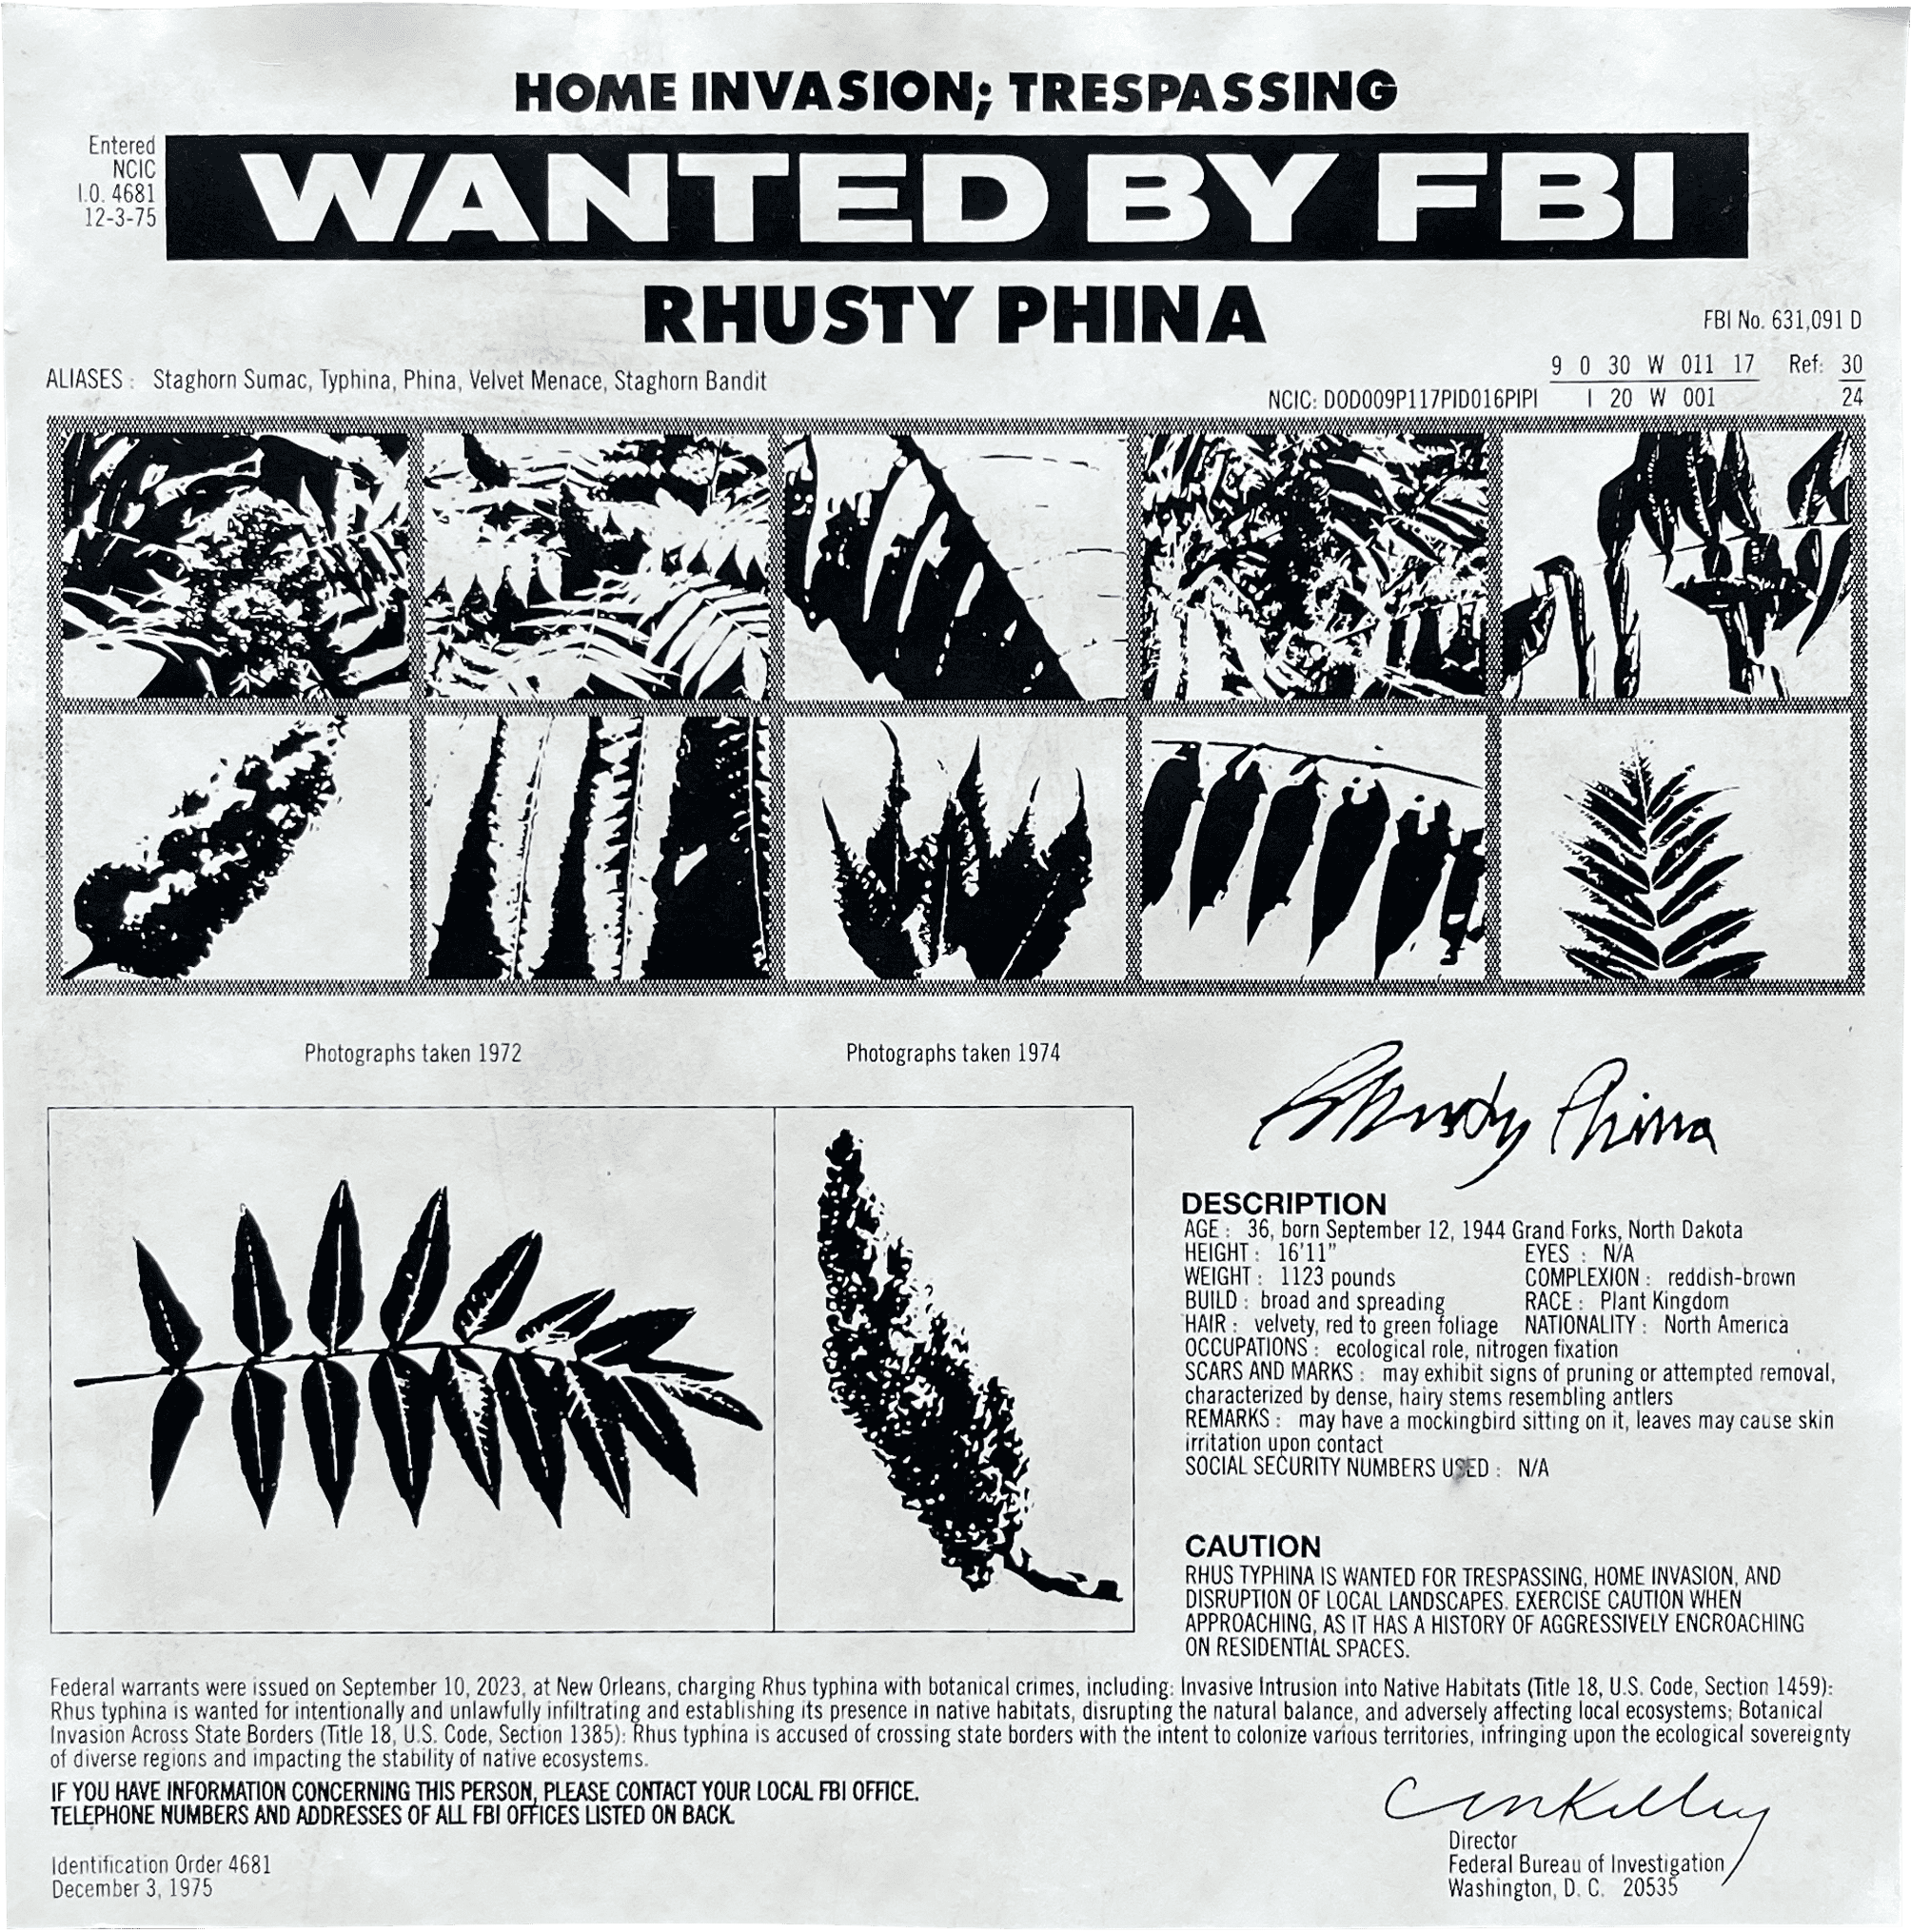 HOME INVASION; TRESPASSING
Entered
NCIC
I.O. 4681
12-3-75
WANTED BY FBI
RHUSTY PHINA
FBI No. 631,091 D
ALIASES : Staghorn Sumac, Typhina, Phina, Velvet Menace, Staghorn Bandit
NCIC: DOD009P117PID016PIPI
9 0 30 W 011 17 Ref: 30
I 20 W 001 24
Photographs taken 1972
Photographs taken 1974
Rhusty Phina
DESCRIPTION
AGE : 36, born September 12, 1944 Grand Forks, North Dakota
HEIGHT : 16'11" EYES : N/A
WEIGHT : 1123 pounds COMPLEXION : reddish-brown
BUILD : broad and spreading RACE : Plant Kingdom
HAIR : velvety, red to green foliage NATIONALITY : North America
OCCUPATIONS : ecological role, nitrogen fixation
SCARS AND MARKS : may exhibit signs of pruning or attempted removal,
characterized by dense, hairy stems resembling antlers
REMARKS : may have a mockingbird sitting on it, leaves may cause skin
irritation upon contact
SOCIAL SECURITY NUMBERS USED : N/A
CAUTION
RHUS TYPHINA IS WANTED FOR TRESPASSING, HOME INVASION, AND
DISRUPTION OF LOCAL LANDSCAPES. EXERCISE CAUTION WHEN
APPROACHING, AS IT HAS A HISTORY OF AGGRESSIVELY ENCROACHING
ON RESIDENTIAL SPACES.
Federal warrants were issued on September 10, 2023, at New Orleans, charging Rhus typhina with botanical crimes, including: Invasive Intrusion into Native Habitats (Title 18, U.S. Code, Section 1459):
Rhus typhina is wanted for intentionally and unlawfully infiltrating and establishing its presence in native habitats, disrupting the natural balance, and adversely affecting local ecosystems; Botanical
Invasion Across State Borders (Title 18, U.S. Code, Section 1385): Rhus typhina is accused of crossing state borders with the intent to colonize various territories, infringing upon the ecological sovereignty
of diverse regions and impacting the stability of native ecosystems.
IF YOU HAVE INFORMATION CONCERNING THIS PERSON, PLEASE CONTACT YOUR LOCAL FBI OFFICE.
TELEPHONE NUMBERS AND ADDRESSES OF ALL FBI OFFICES LISTED ON BACK.
CMKelley
Director
Federal Bureau of Investigation
Washington, D. C. 20535
Identification Order 4681
December 3, 1975